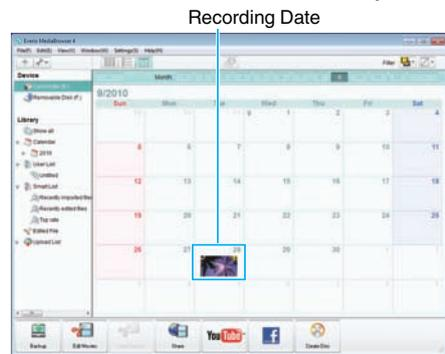 Recording Date
Everio MediaBrowser 4
File(F) Edit(E) View(V) Window(W) Settings(S) Help(H)
Filter
Device
Month
Removable Disk (F:)
9/2010
Sun Mon Tue Wed Thu Fri Sat
Library
Show all
Calendar
2010
User List
Untitled
Smart List
Recently imported files
Recently edited files
Top rate
Edited File
Upload List
1 2 3 4
5 6 7 8 9 10 11
12 13 14 15 16 17 18
19 20 21 22 23 24 25
26 27 28 29 30
Backup
Edit Movies
Share
YouTube
f
Create Disc